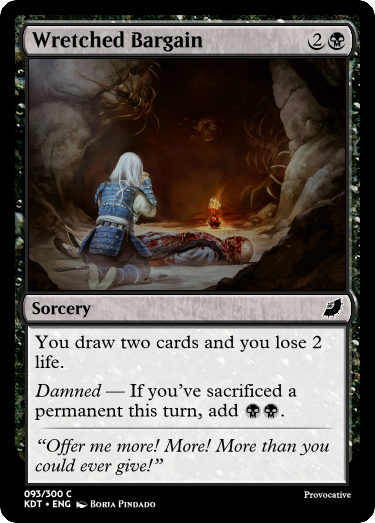 Wretched Bargain 2
Sorcery
You draw two cards and you lose 2
life.
Damned — If you've sacrificed a
permanent this turn, add .
“Offer me more! More! More than you
could ever give!”
093/300 C
KDT • ENG Borja Pindado
Provocative